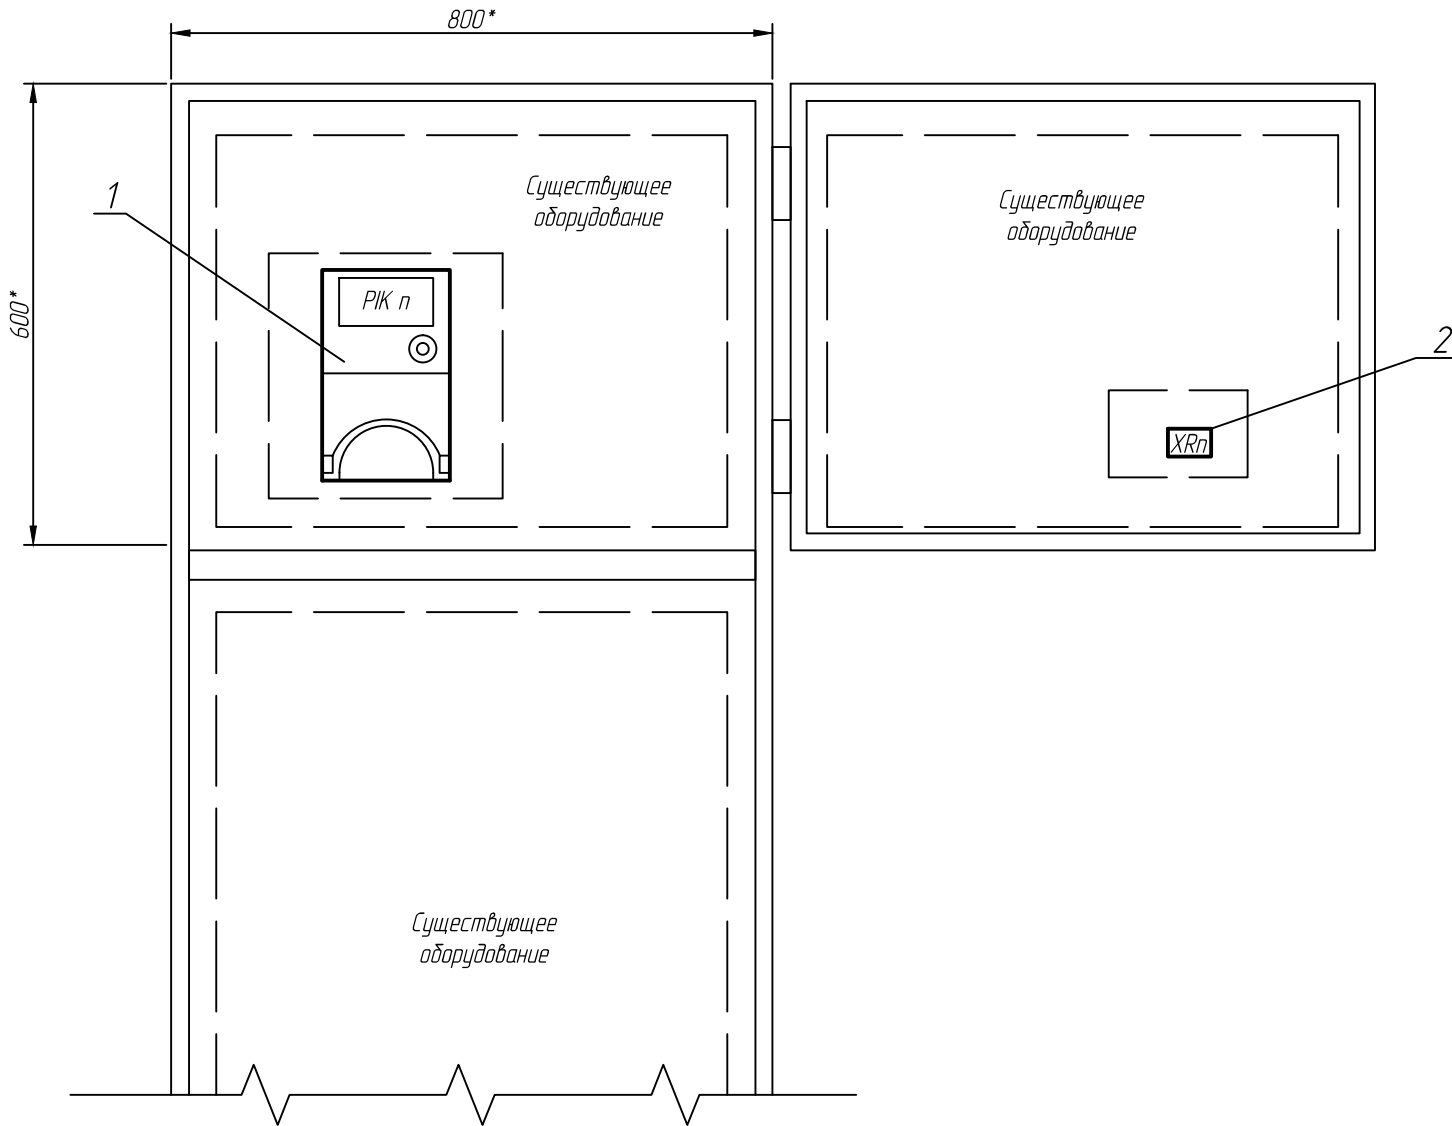 800*
600*
1
Существующее
оборудование
PIK n
Существующее
оборудование
2
XRn
Существующее
оборудование